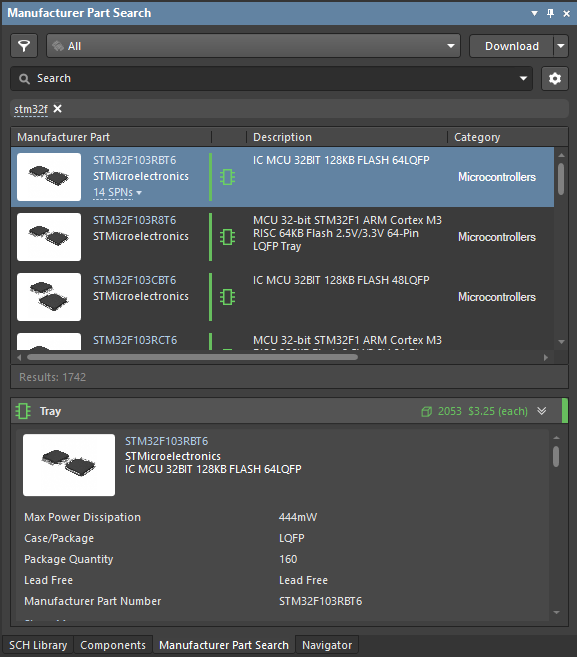 Manufacturer Part Search
All
Download
Search
stm32f
Manufacturer Part Description Category
STM32F103RBT6
STMicroelectronics
14 SPNs
IC MCU 32BIT 128KB FLASH 64LQFP
Microcontrollers
STM32F103R8T6
STMicroelectronics
MCU 32-bit STM32F1 ARM Cortex M3
RISC 64KB Flash 2.5V/3.3V 64-Pin
LQFP Tray
Microcontrollers
STM32F103CBT6
STMicroelectronics
IC MCU 32BIT 128KB FLASH 48LQFP
Microcontrollers
STM32F103RCT6
MCU 32-bit STM32F1 ARM Cortex M3
Results: 1742
Tray 2053 $3.25 (each)
STM32F103RBT6
STMicroelectronics
IC MCU 32BIT 128KB FLASH 64LQFP
Max Power Dissipation 444mW
Case/Package LQFP
Package Quantity 160
Lead Free Lead Free
Manufacturer Part Number STM32F103RBT6
SCH Library Components Manufacturer Part Search Navigator